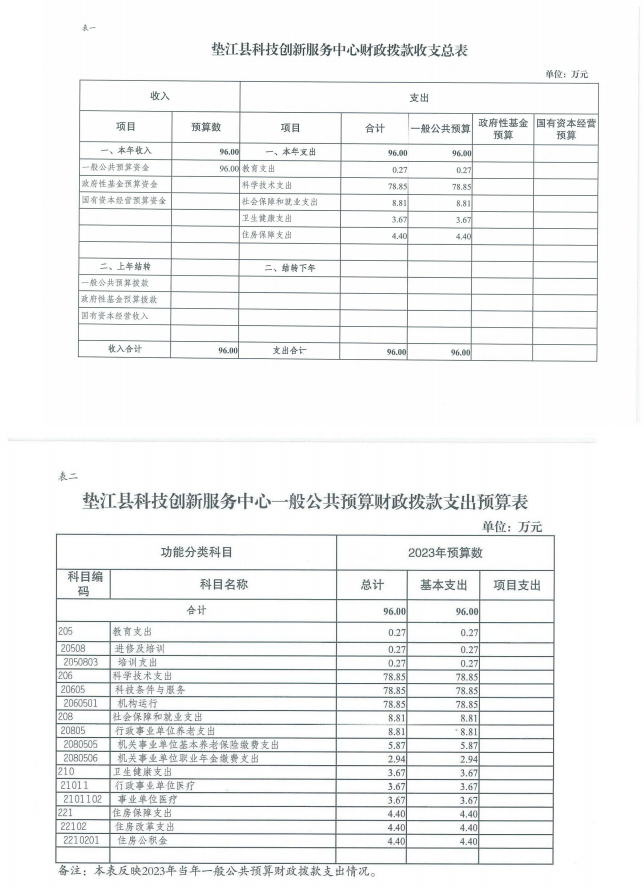 表一
垫江县科技创新服务中心财政拨款收支总表
单位：万元
收入 支出
项目 预算数 项目 合计 一般公共预算 政府性基金预算 国有资本经营预算
一、本年收入 96.00 一、本年支出 96.00 96.00
一般公共预算资金 96.00 教育支出 0.27 0.27
政府性基金预算资金 科学技术支出 78.85 78.85
国有资本经营预算资金 社会保障和就业支出 8.81 8.81
卫生健康支出 3.67 3.67
住房保障支出 4.40 4.40
二、上年结转 二、结转下年
一般公共预算拨款
政府性基金预算拨款
国有资本经营收入
收入合计 96.00 支出合计 96.00 96.00
表二
垫江县科技创新服务中心一般公共预算财政拨款支出预算表
单位：万元
功能分类科目 2023年预算数
科目编码 科目名称 总计 基本支出 项目支出
合计 96.00 96.00
205 教育支出 0.27 0.27
20508 进修及培训 0.27 0.27
2050803 培训支出 0.27 0.27
206 科学技术支出 78.85 78.85
20605 科技条件与服务 78.85 78.85
2060501 机构运行 78.85 78.85
208 社会保障和就业支出 8.81 8.81
20805 行政事业单位养老支出 8.81 8.81
2080505 机关事业单位基本养老保险缴费支出 5.87 5.87
2080506 机关事业单位职业年金缴费支出 2.94 2.94
210 卫生健康支出 3.67 3.67
21011 行政事业单位医疗 3.67 3.67
2101102 事业单位医疗 3.67 3.67
221 住房保障支出 4.40 4.40
22102 住房改革支出 4.40 4.40
2210201 住房公积金 4.40 4.40
备注：本表反映2023年当年一般公共预算财政拨款支出情况。